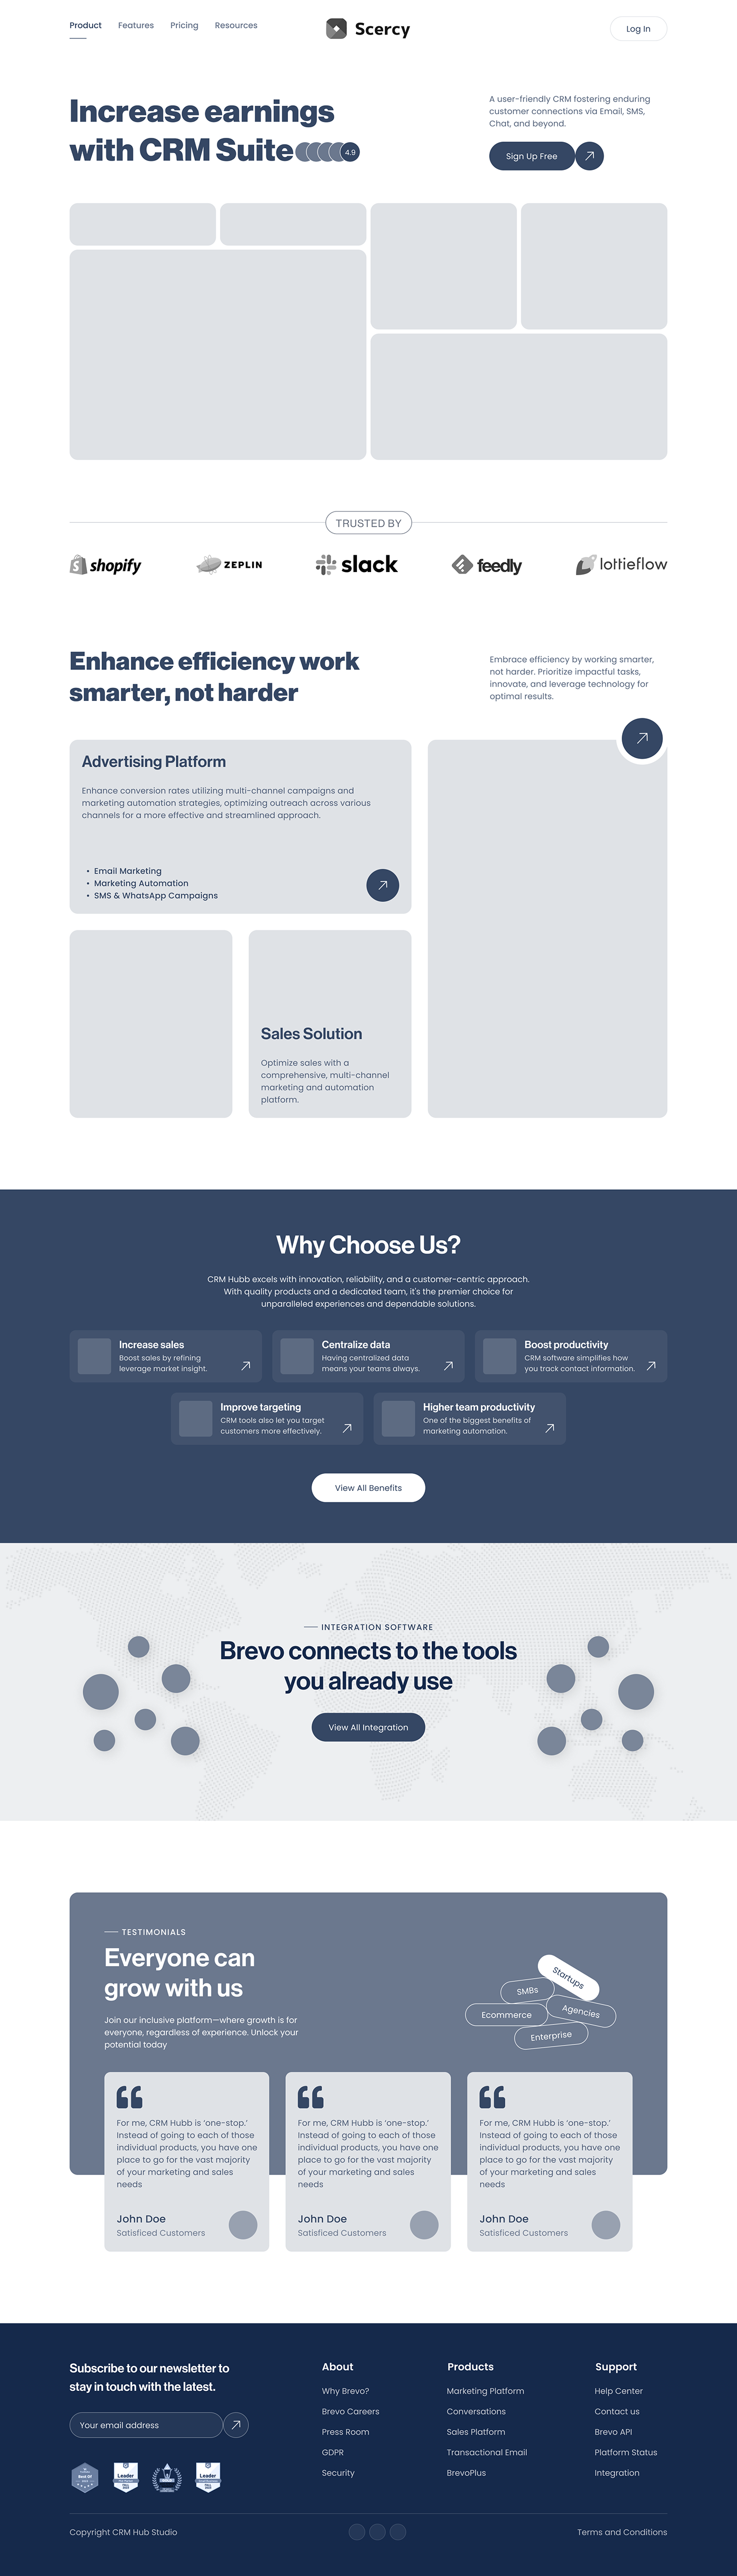 Product
Features
Pricing
Resources
Scercy
Log In
Increase earnings
with CRM Suite
4.9
A user-friendly CRM fostering enduring
customer connections via Email, SMS,
Chat, and beyond.
Sign Up Free
TRUSTED BY
shopify
ZEPLIN
slack
feedly
lottieflow
Enhance efficiency work
smarter, not harder
Embrace efficiency by working smarter,
not harder. Prioritize impactful tasks,
innovate, and leverage technology for
optimal results.
Advertising Platform
Enhance conversion rates utilizing multi-channel campaigns and
marketing automation strategies, optimizing outreach across various
channels for a more effective and streamlined approach.
• Email Marketing
• Marketing Automation
• SMS & WhatsApp Campaigns
Sales Solution
Optimize sales with a
comprehensive, multi-channel
marketing and automation
platform.
Why Choose Us?
CRM Hubb excels with innovation, reliability, and a customer-centric approach.
With quality products and a dedicated team, it's the premier choice for
unparalleled experiences and dependable solutions.
Increase sales
Boost sales by refining
leverage market insight.
Centralize data
Having centralized data
means your teams always.
Boost productivity
CRM software simplifies how
you track contact information.
Improve targeting
CRM tools also let you target
customers more effectively.
Higher team productivity
One of the biggest benefits of
marketing automation.
View All Benefits
INTEGRATION SOFTWARE
Brevo connects to the tools
you already use
View All Integration
TESTIMONIALS
Everyone can
grow with us
Join our inclusive platform—where growth is for
everyone, regardless of experience. Unlock your
potential today
Startups
SMBs
Ecommerce
Agencies
Enterprise
For me, CRM Hubb is ‘one-stop.’
Instead of going to each of those
individual products, you have one
place to go for the vast majority
of your marketing and sales
needs
John Doe
Satisficed Customers
For me, CRM Hubb is ‘one-stop.’
Instead of going to each of those
individual products, you have one
place to go for the vast majority
of your marketing and sales
needs
John Doe
Satisficed Customers
For me, CRM Hubb is ‘one-stop.’
Instead of going to each of those
individual products, you have one
place to go for the vast majority
of your marketing and sales
needs
John Doe
Satisficed Customers
Subscribe to our newsletter to
stay in touch with the latest.
Your email address
Best Of
Leader
Leader
About
Why Brevo?
Brevo Careers
Press Room
GDPR
Security
Products
Marketing Platform
Conversations
Sales Platform
Transactional Email
BrevoPlus
Support
Help Center
Contact us
Brevo API
Platform Status
Integration
Copyright CRM Hub Studio
Terms and Conditions